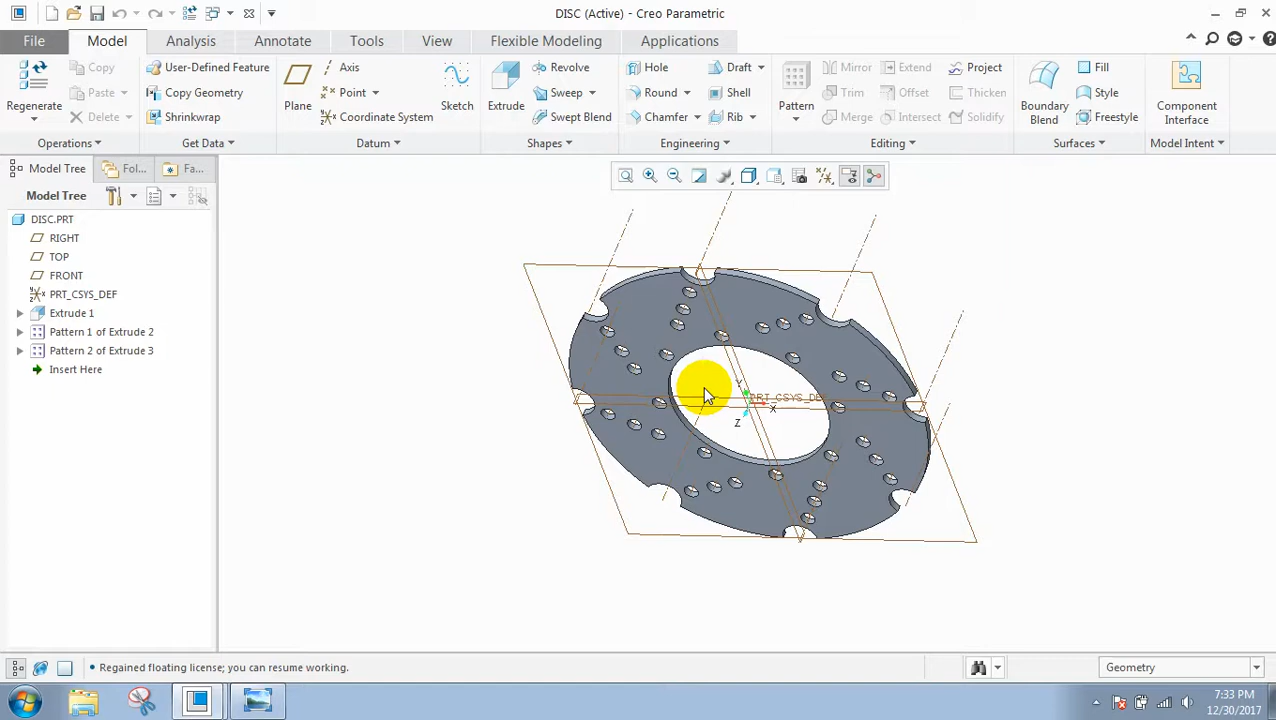 DISC (Active) - Creo Parametric
File Model Analysis Annotate Tools View Flexible Modeling Applications
Regenerate
Copy
Paste
Delete
Operations
User-Defined Feature
Copy Geometry
Shrinkwrap
Get Data
Plane
Axis
Point
Coordinate System
Sketch
Datum
Extrude
Revolve
Sweep
Swept Blend
Shapes
Hole
Round
Chamfer
Draft
Shell
Rib
Engineering
Pattern
Mirror
Trim
Merge
Extend
Offset
Intersect
Project
Thicken
Solidify
Editing
Boundary
Blend
Fill
Style
Freestyle
Surfaces
Component
Interface
Model Intent
Model Tree
Fol...
Fa...
Model Tree
DISC.PRT
RIGHT
TOP
FRONT
PRT_CSYS_DEF
Extrude 1
Pattern 1 of Extrude 2
Pattern 2 of Extrude 3
Insert Here
Y
PRT_CSYS_DEF
X
Z
• Regained floating license; you can resume working.
Geometry
7:33 PM
12/30/2017